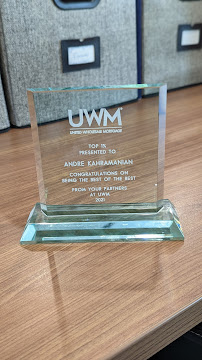 UWM
UNITED WHOLESALE MORTGAGE
TOP 1%
PRESENTED TO
ANDRE KAHRAMANIAN
CONGRATULATIONS ON
BEING THE BEST OF THE BEST
FROM YOUR PARTNERS
AT UWM
2021